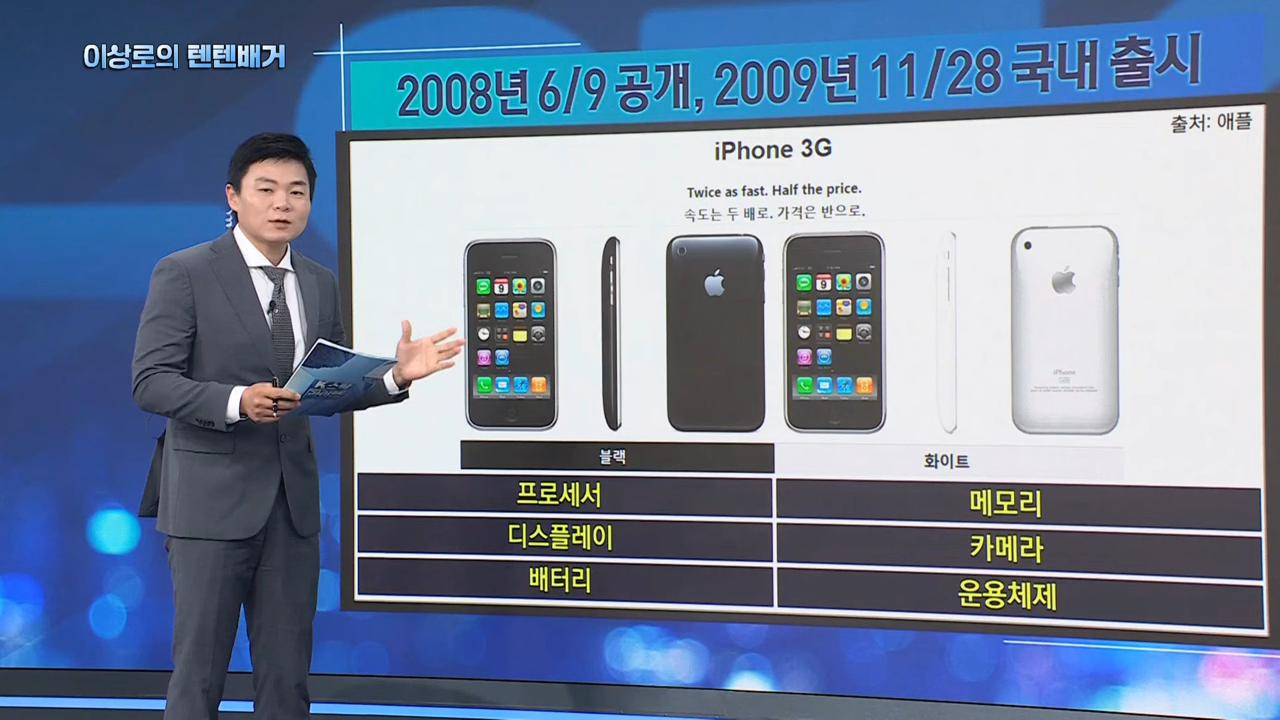 이상로의 텐텐배거
2008년 6/9 공개, 2009년 11/28 국내 출시
출처: 애플
iPhone 3G
Twice as fast. Half the price.
속도는 두 배로. 가격은 반으로.
9
9
iPhone
블랙
화이트
프로세서
메모리
디스플레이
카메라
배터리
운용체제